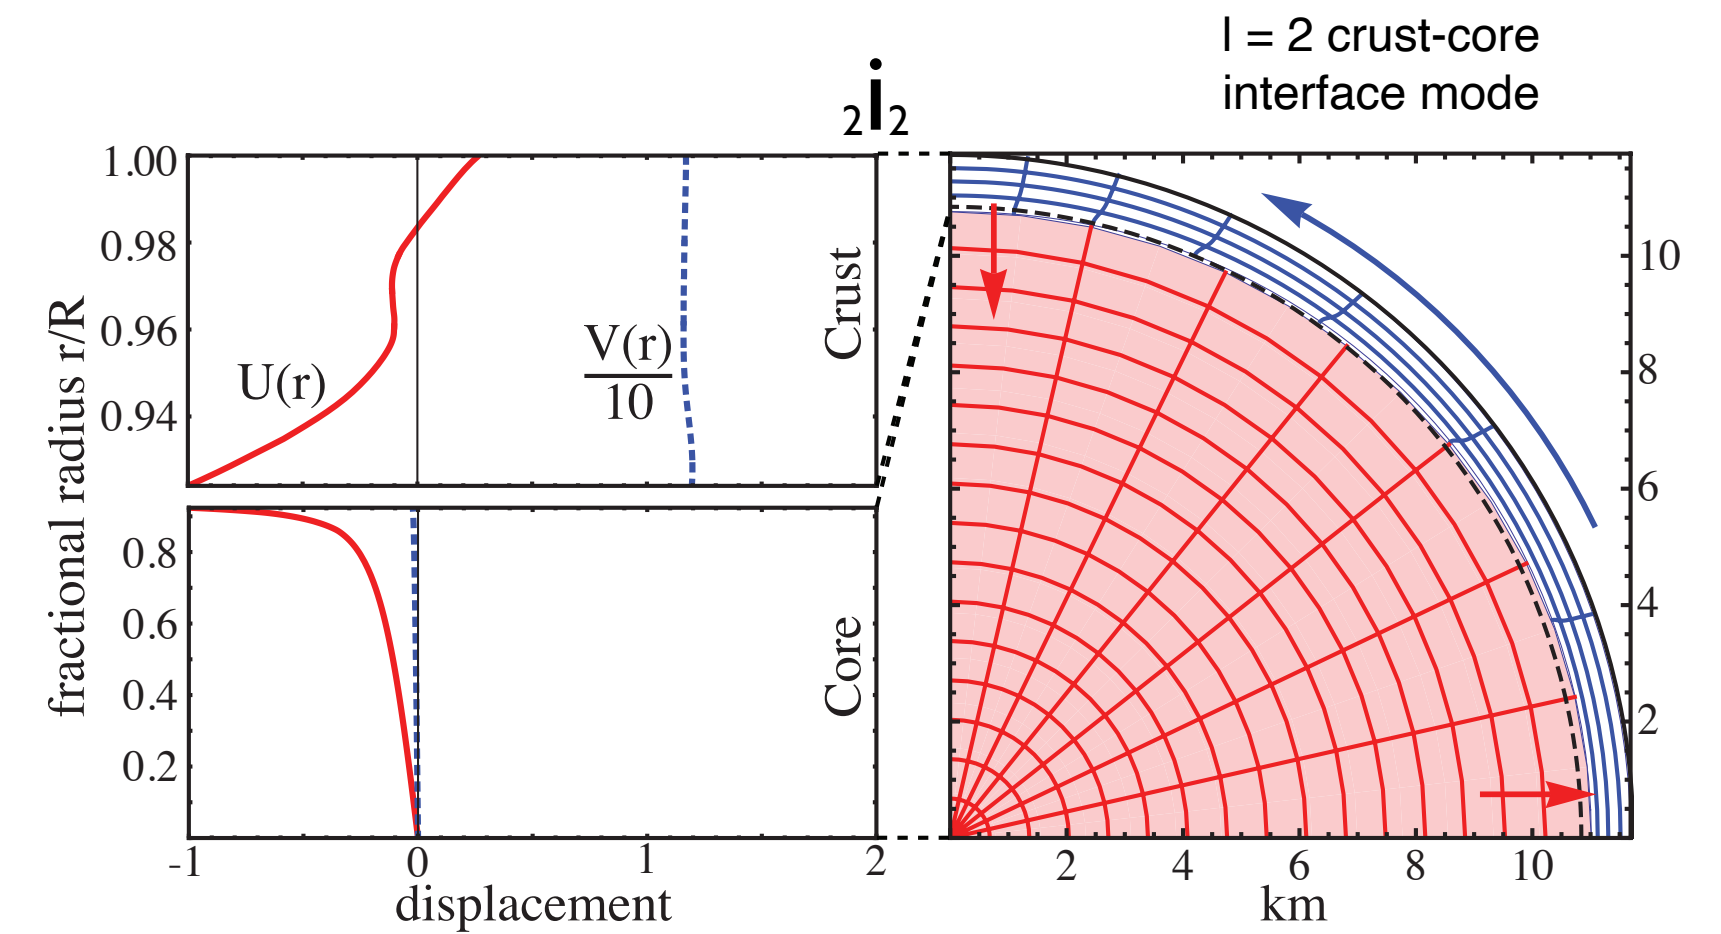 l = 2 crust-core
interface mode
₂i₂
fractional radius r/R
1.00
0.98
0.96
0.94
U(r)
V(r)
10
Crust
0.8
0.6
0.4
0.2
Core
-1 0 1 2
displacement
10
8
6
4
2
2 4 6 8 10
km